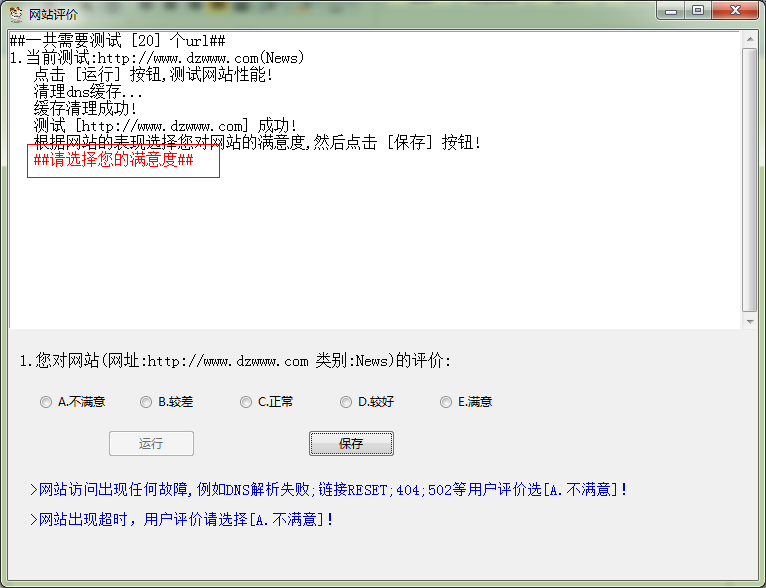 网站评价
##一共需要测试 [20] 个url##
1.当前测试:http://www.dzwww.com(News)
点击 [运行] 按钮,测试网站性能!
清理dns缓存...
缓存清理成功!
测试 [http://www.dzwww.com] 成功!
根据网站的表现选择您对网站的满意度,然后点击 [保存] 按钮!
##请选择您的满意度##
1.您对网站(网址:http://www.dzwww.com 类别:News)的评价:
A.不满意 B.较差 C.正常 D.较好 E.满意
运行 保存
>网站访问出现任何故障,例如DNS解析失败;链接RESET;404;502等用户评价选[A.不满意]!
>网站出现超时，用户评价请选择[A.不满意]!